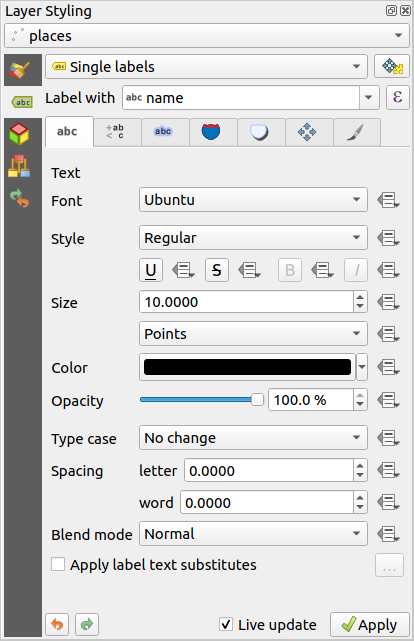 Layer Styling
places
abc Single labels
Label with abc name ε
abc +ab < c abc
Text
Font Ubuntu
Style Regular
U S B I
Size 10.0000
Points
Color
Opacity 100.0 %
Type case No change
Spacing letter 0.0000
word 0.0000
Blend mode Normal
Apply label text substitutes ...
Live update Apply